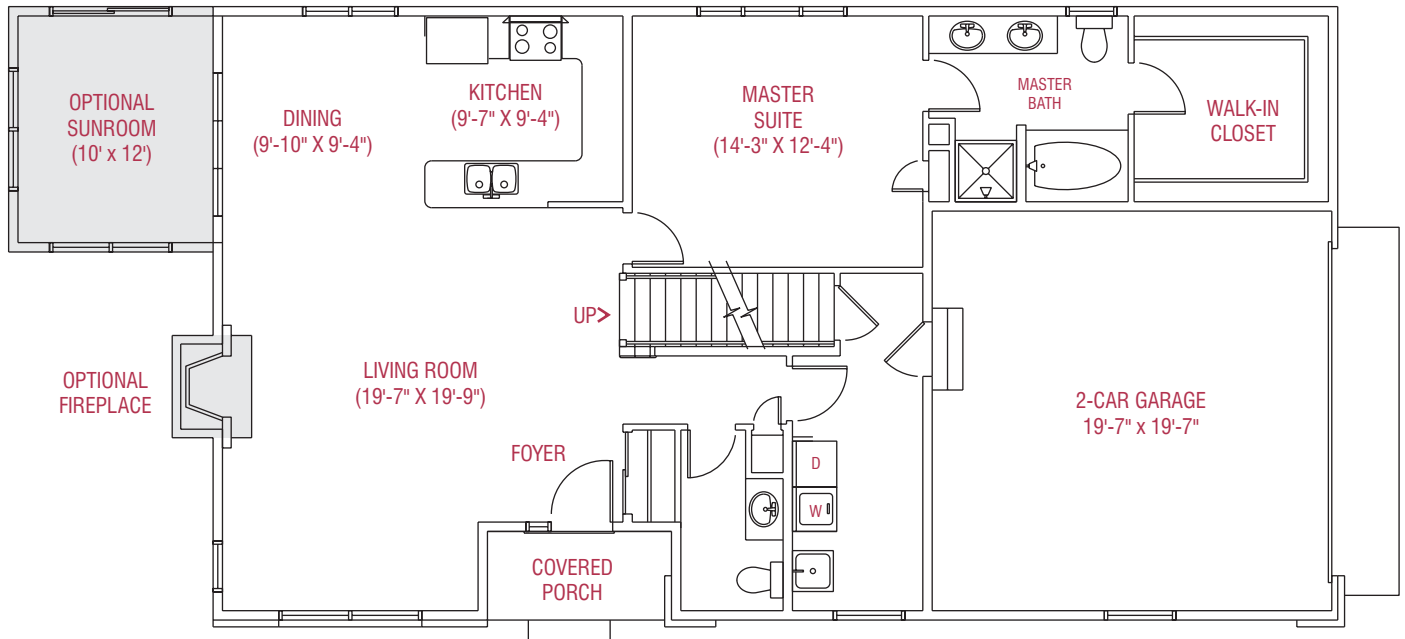 OPTIONAL
SUNROOM
(10' x 12')
DINING
(9'-10" X 9'-4")
KITCHEN
(9'-7" X 9'-4")
MASTER
SUITE
(14'-3" X 12'-4")
MASTER
BATH
WALK-IN
CLOSET
UP>
OPTIONAL
FIREPLACE
LIVING ROOM
(19'-7" X 19'-9")
2-CAR GARAGE
19'-7" x 19'-7"
FOYER
D
W
COVERED
PORCH